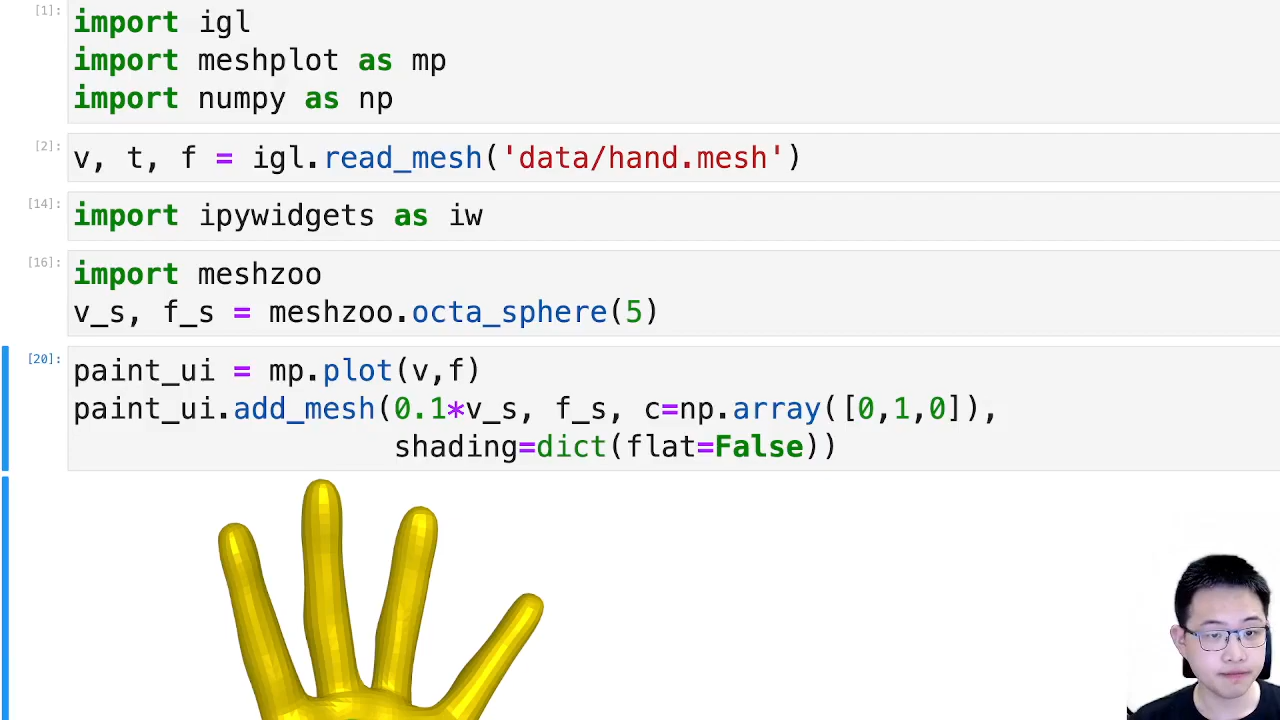 [1]:
import igl
import meshplot as mp
import numpy as np
[2]:
v, t, f = igl.read_mesh('data/hand.mesh')
[14]:
import ipywidgets as iw
[16]:
import meshzoo
v_s, f_s = meshzoo.octa_sphere(5)
[20]:
paint_ui = mp.plot(v,f)
paint_ui.add_mesh(0.1*v_s, f_s, c=np.array([0,1,0]),
shading=dict(flat=False))